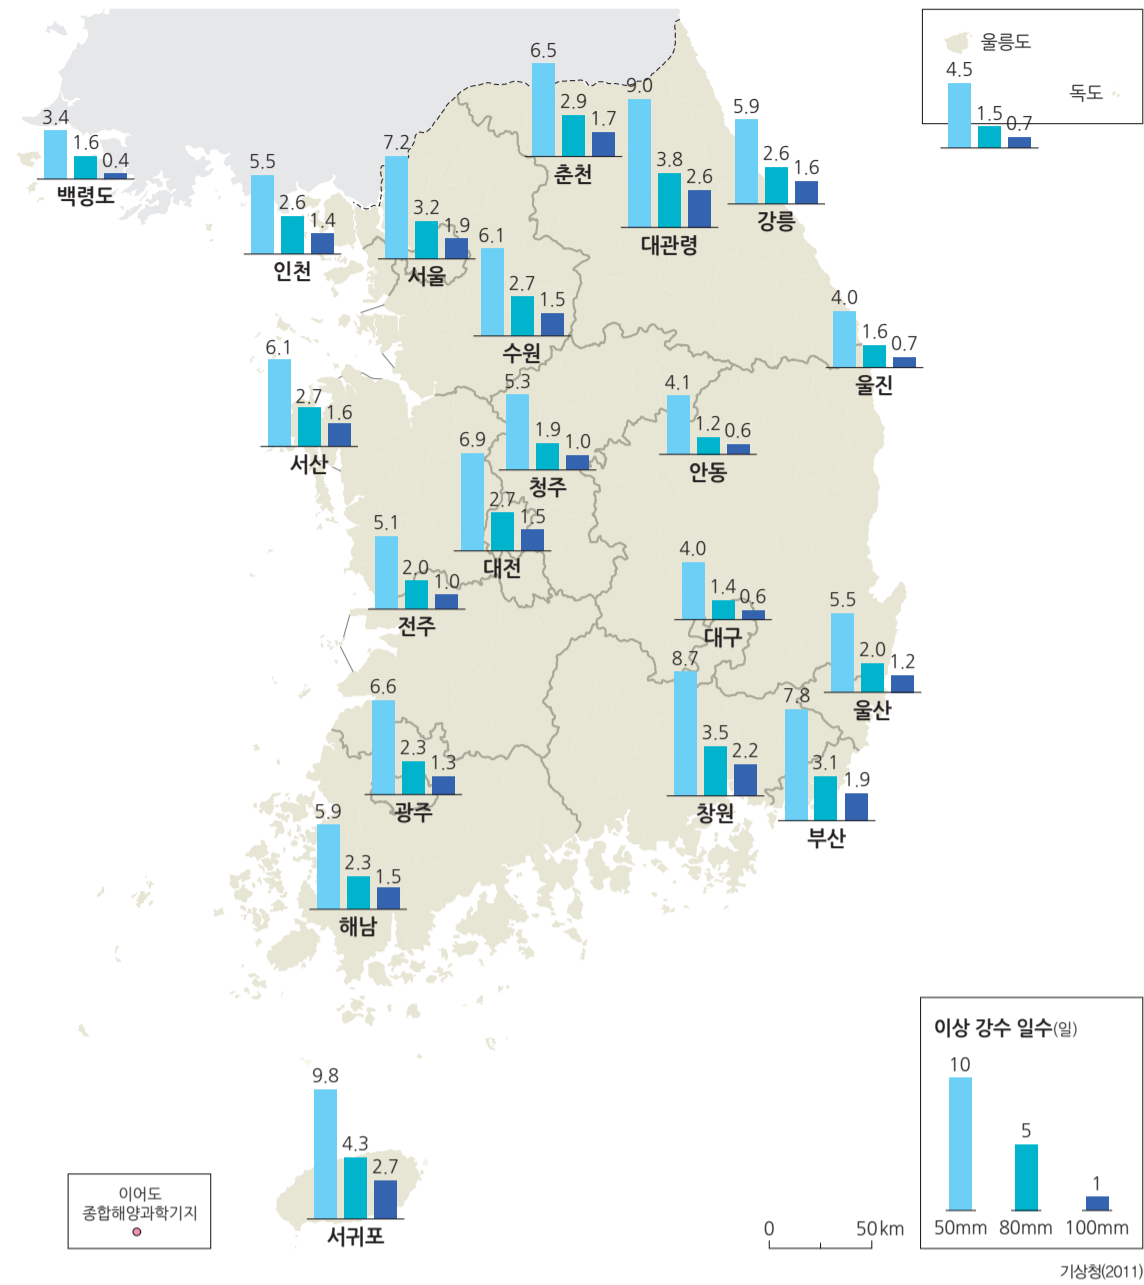 울릉도
4.5
1.5
0.7
독도
6.5
2.9
1.7
춘천
9.0
3.8
2.6
대관령
5.9
2.6
1.6
강릉
3.4
1.6
0.4
백령도
5.5
2.6
1.4
인천
7.2
3.2
1.9
서울
6.1
2.7
1.5
수원
4.0
1.6
0.7
울진
6.1
2.7
1.6
서산
5.3
1.9
1.0
청주
4.1
1.2
0.6
안동
6.9
2.7
1.5
대전
5.1
2.0
1.0
전주
4.0
1.4
0.6
대구
5.5
2.0
1.2
울산
8.7
3.5
2.2
창원
7.8
3.1
1.9
부산
6.6
2.3
1.3
광주
5.9
2.3
1.5
해남
9.8
4.3
2.7
서귀포
이어도
종합해양과학기지
0 50 km
이상 강수 일수(일)
10
5
1
50mm 80mm 100mm
기상청(2011)